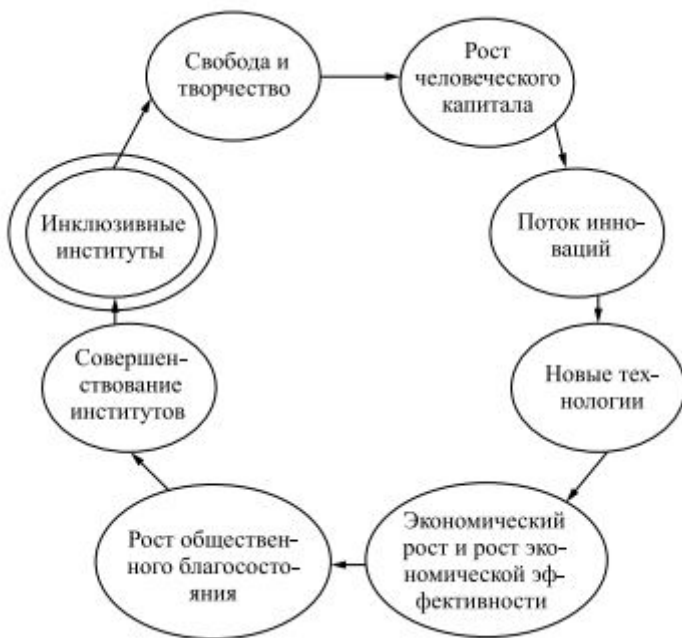 Свобода и
творчество
Рост
человеческого
капитала
Инклюзивные
институты
Поток инно-
ваций
Совершен-
ствование
институтов
Новые тех-
нологии
Рост обществен-
ного благососто-
яния
Экономический
рост и рост эко-
номической эф-
фективности